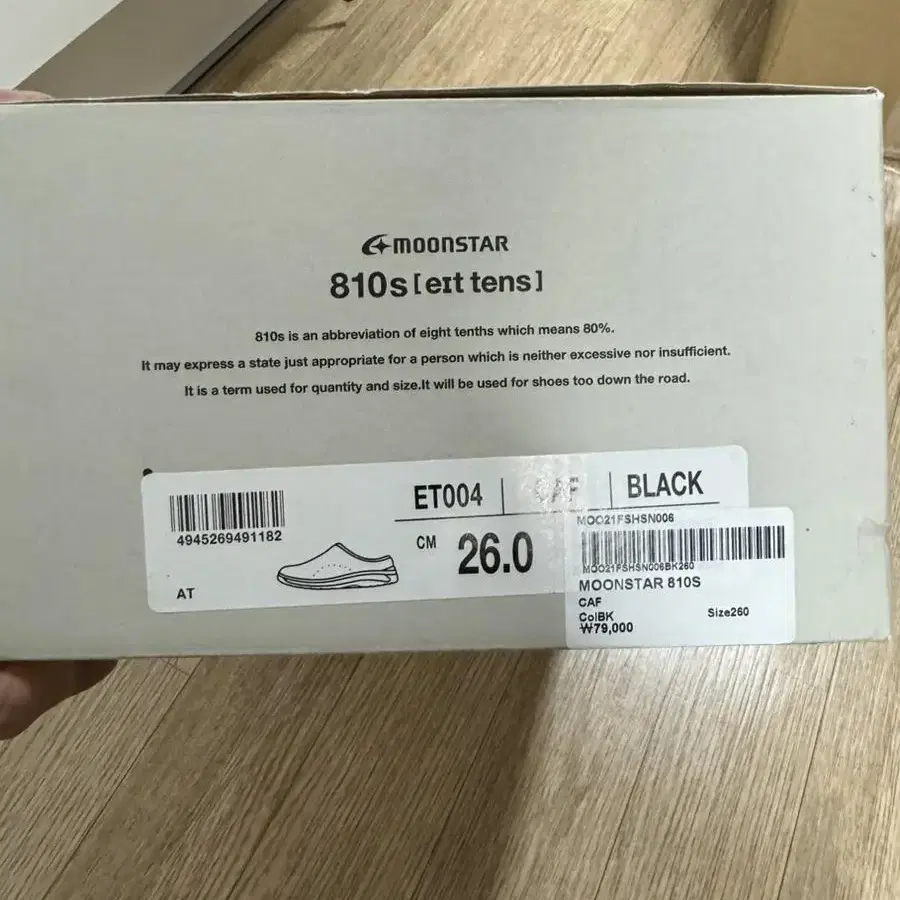 MOONSTAR
810s [eɪt tens]
810s is an abbreviation of eight tenths which means 80%.
It may express a state just appropriate for a person which is neither excessive nor insufficient.
It is a term used for quantity and size.It will be used for shoes too down the road.
ET004 CAF BLACK
4945269491182
CM 26.0
AT
MOO21FSHSN006
MOO21FSHSN006BK260
MOONSTAR 810S
CAF
ColBK Size260
₩79,000